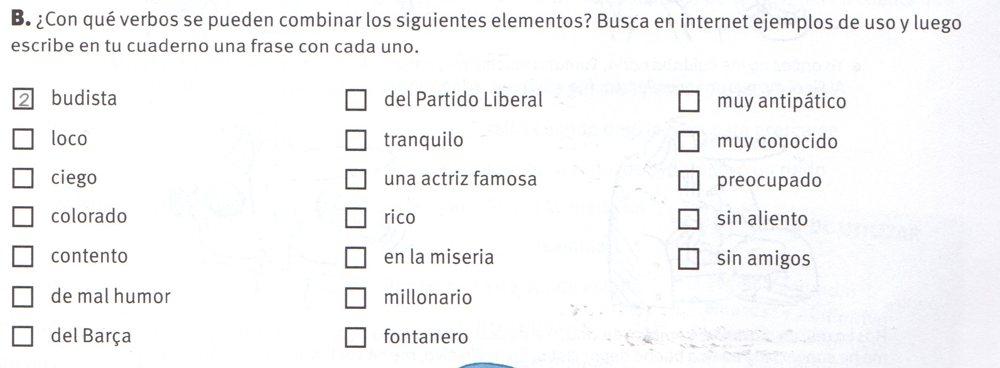 B. ¿Con qué verbos se pueden combinar los siguientes elementos? Busca en internet ejemplos de uso y luego
escribe en tu cuaderno una frase con cada uno.
2 budista
loco
ciego
colorado
contento
de mal humor
del Barça
del Partido Liberal
tranquilo
una actriz famosa
rico
en la miseria
millonario
fontanero
muy antipático
muy conocido
preocupado
sin aliento
sin amigos